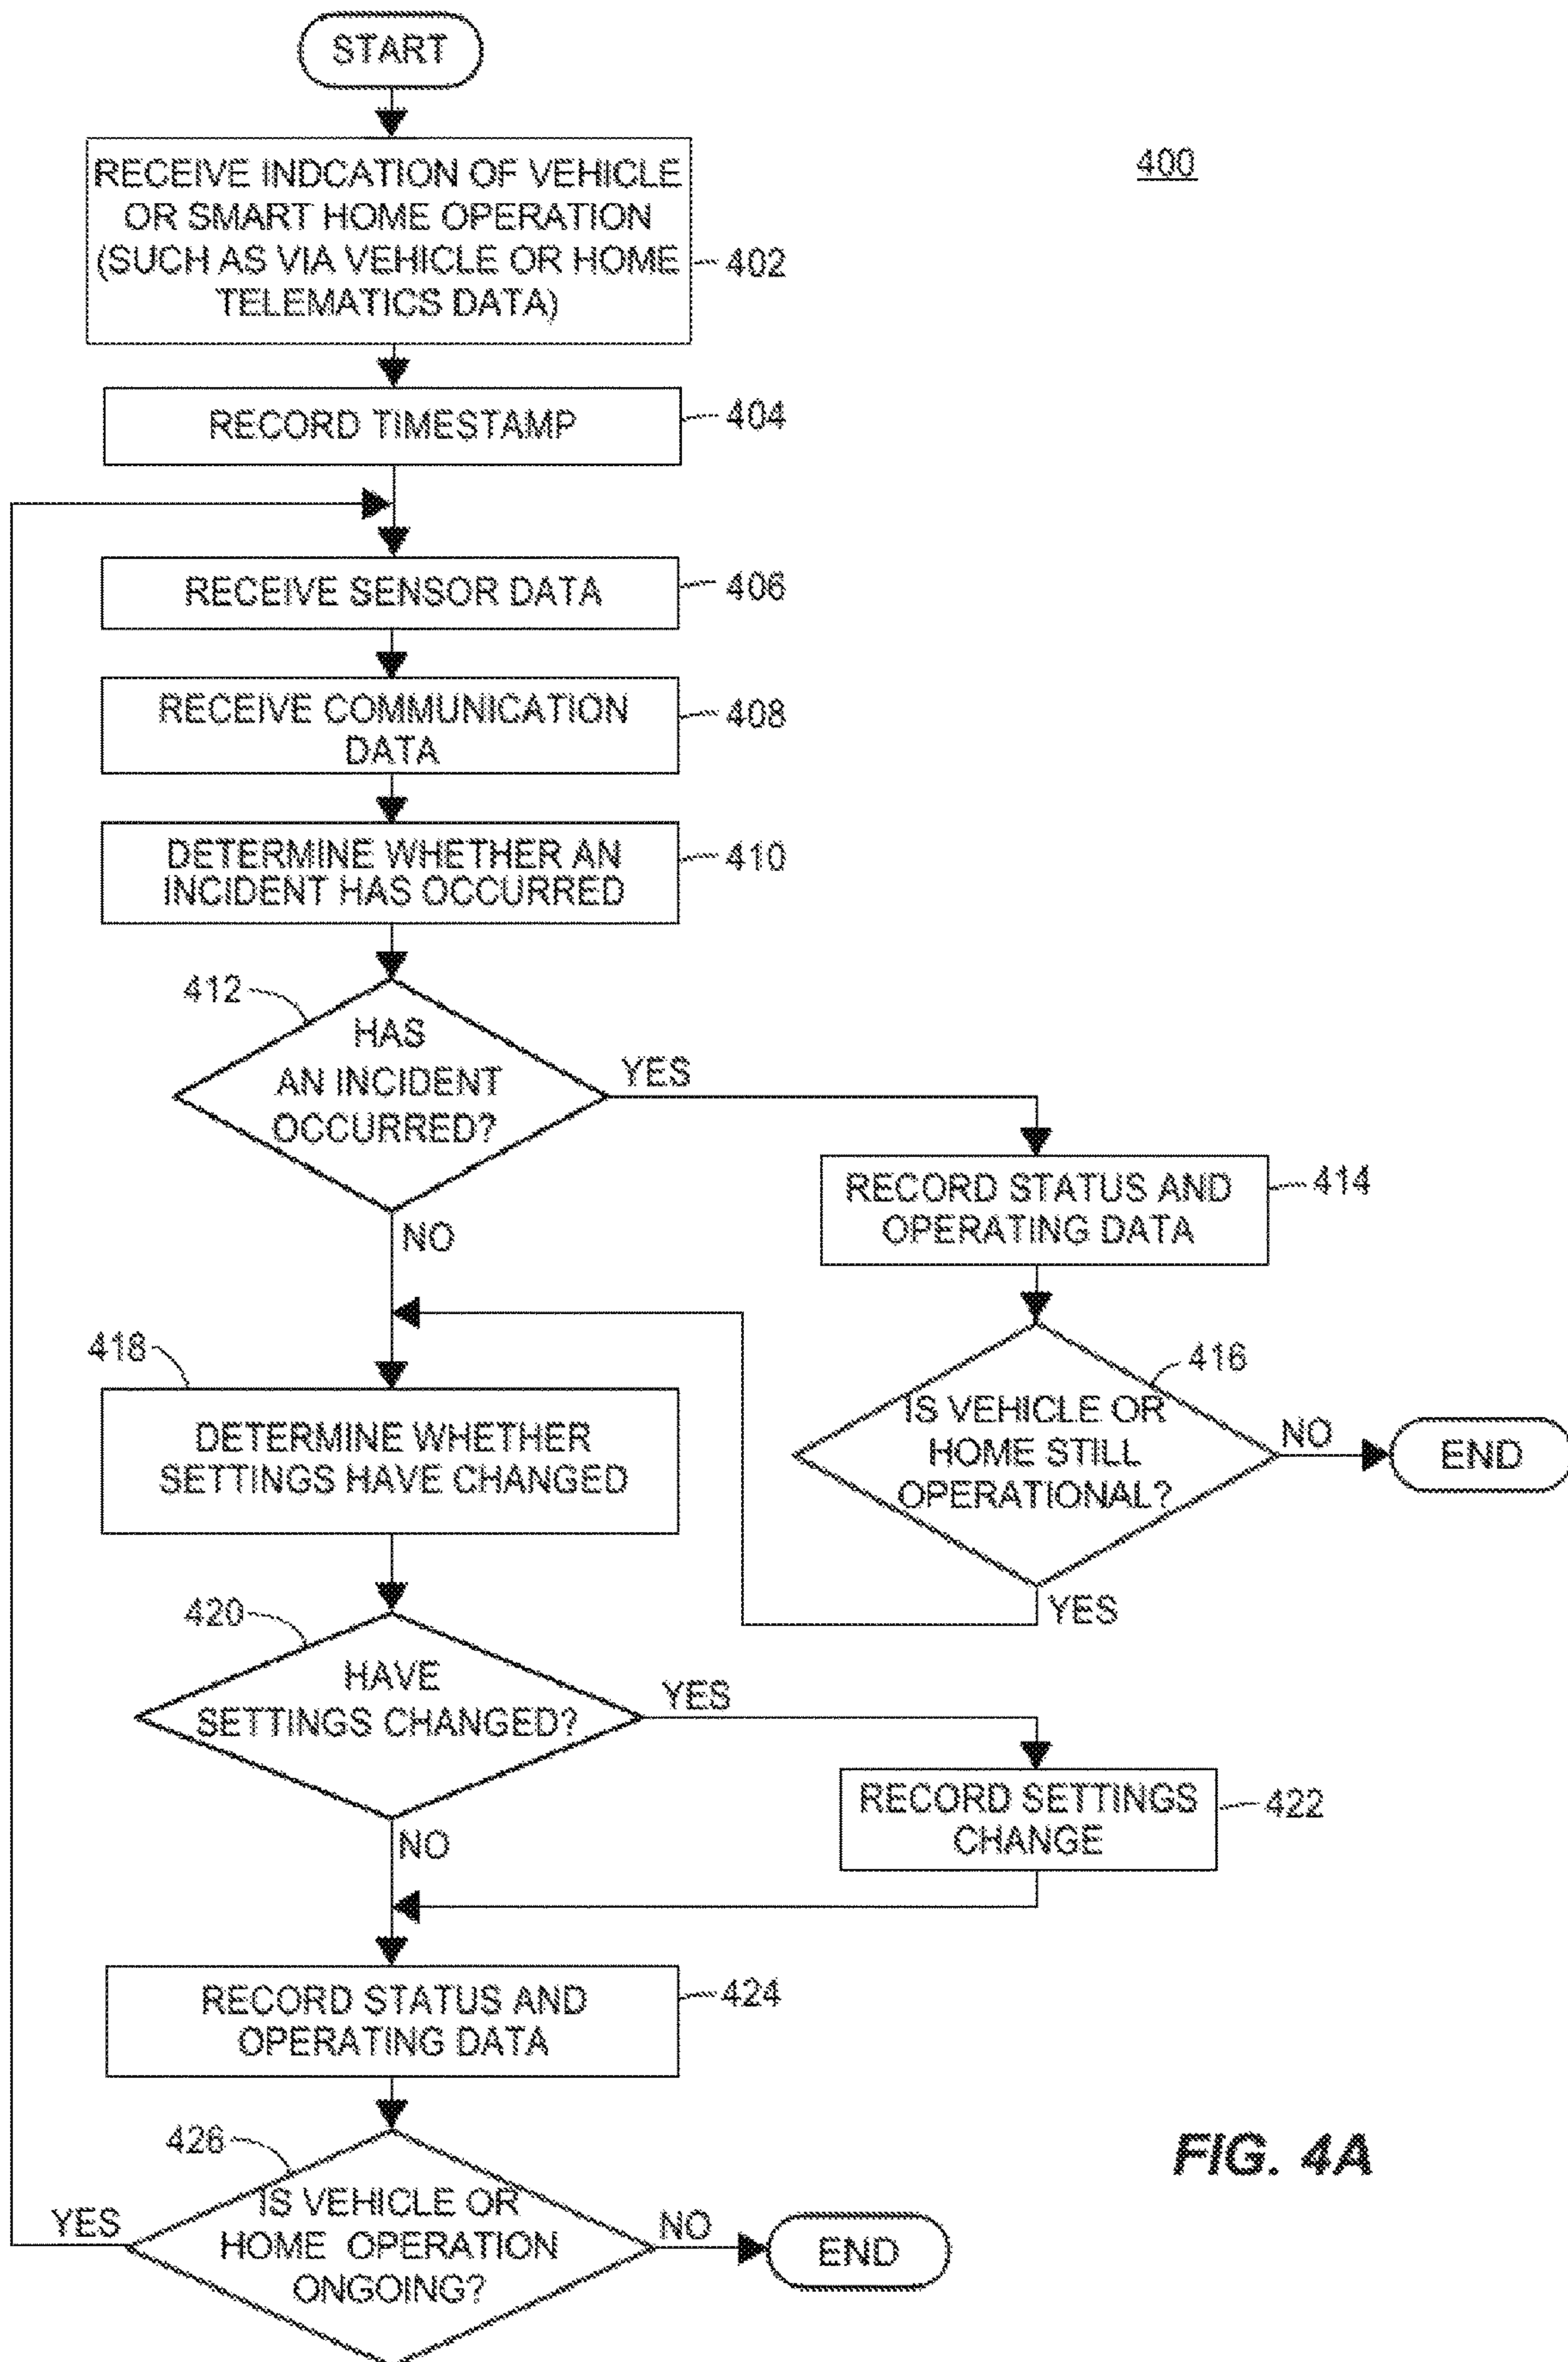 START
400
RECEIVE INDCATION OF VEHICLE
OR SMART HOME OPERATION
(SUCH AS VIA VEHICLE OR HOME
TELEMATICS DATA)
402
RECORD TIMESTAMP
404
RECEIVE SENSOR DATA
406
RECEIVE COMMUNICATION
DATA
408
DETERMINE WHETHER AN
INCIDENT HAS OCCURRED
410
412
HAS
AN INCIDENT
OCCURRED?
YES
NO
RECORD STATUS AND
OPERATING DATA
414
416
IS VEHICLE OR
HOME STILL
OPERATIONAL?
NO
END
YES
418
DETERMINE WHETHER
SETTINGS HAVE CHANGED
420
HAVE
SETTINGS CHANGED?
YES
NO
RECORD SETTINGS
CHANGE
422
RECORD STATUS AND
OPERATING DATA
424
426
IS VEHICLE OR
HOME OPERATION
ONGOING?
YES
NO
END
FIG. 4A